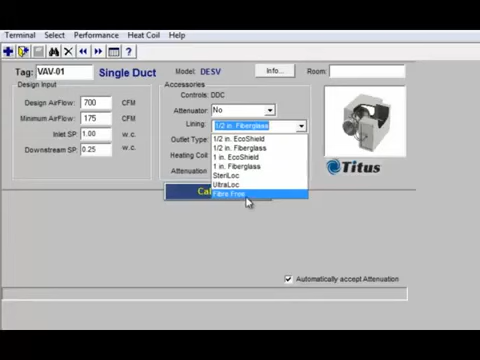 Terminal Select Performance Heat Coil Help
Tag: VAV-01 Single Duct Model: DESV Info... Room:
Design Input
Accessories
Controls: DDC
Design AirFlow: 700 CFM
Attenuator: No
Minimum AirFlow: 175 CFM
Lining: 1/2 in. Fiberglass
Inlet SP 1.00 w.c.
Outlet Type:
Downstream SP 0.25 w.c.
Heating Coil:
Attenuation
1/2 in. EcoShield
1/2 in. Fiberglass
1 in. EcoShield
1 in. Fiberglass
SteriLoc
UltraLoc
Fibre Free
Cal
Titus
Automatically accept Attenuation